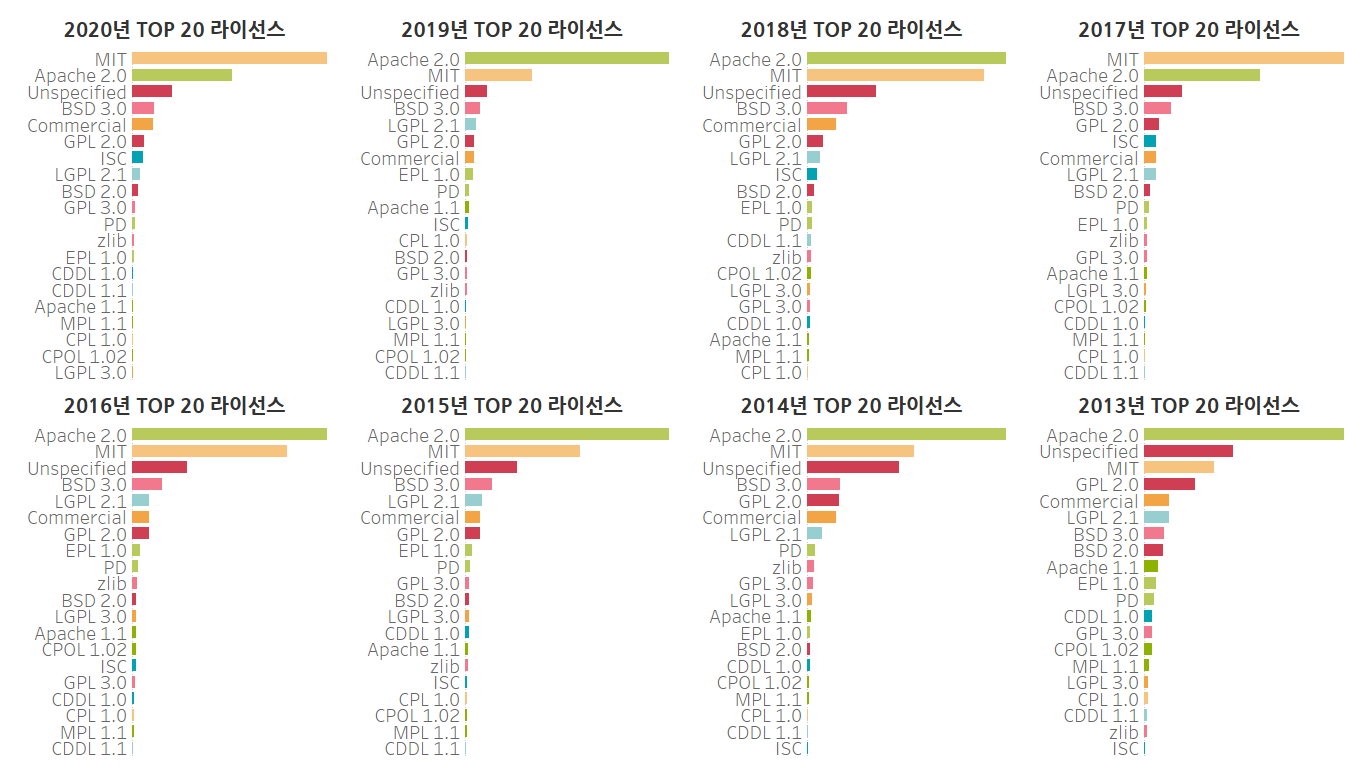 2020년 TOP 20 라이선스
MIT
Apache 2.0
Unspecified
BSD 3.0
Commercial
GPL 2.0
ISC
LGPL 2.1
BSD 2.0
GPL 3.0
PD
zlib
EPL 1.0
CDDL 1.0
CDDL 1.1
Apache 1.1
MPL 1.1
CPL 1.0
CPOL 1.02
LGPL 3.0
2019년 TOP 20 라이선스
Apache 2.0
MIT
Unspecified
BSD 3.0
LGPL 2.1
GPL 2.0
Commercial
EPL 1.0
PD
Apache 1.1
ISC
CPL 1.0
BSD 2.0
GPL 3.0
zlib
CDDL 1.0
LGPL 3.0
MPL 1.1
CPOL 1.02
CDDL 1.1
2018년 TOP 20 라이선스
Apache 2.0
MIT
Unspecified
BSD 3.0
Commercial
GPL 2.0
LGPL 2.1
ISC
BSD 2.0
EPL 1.0
PD
CDDL 1.1
zlib
CPOL 1.02
LGPL 3.0
GPL 3.0
CDDL 1.0
Apache 1.1
MPL 1.1
CPL 1.0
2017년 TOP 20 라이선스
MIT
Apache 2.0
Unspecified
BSD 3.0
GPL 2.0
ISC
Commercial
LGPL 2.1
BSD 2.0
PD
EPL 1.0
zlib
GPL 3.0
Apache 1.1
LGPL 3.0
CPOL 1.02
CDDL 1.0
MPL 1.1
CPL 1.0
CDDL 1.1
2016년 TOP 20 라이선스
Apache 2.0
MIT
Unspecified
BSD 3.0
LGPL 2.1
Commercial
GPL 2.0
EPL 1.0
PD
zlib
BSD 2.0
LGPL 3.0
Apache 1.1
CPOL 1.02
ISC
GPL 3.0
CDDL 1.0
CPL 1.0
MPL 1.1
CDDL 1.1
2015년 TOP 20 라이선스
Apache 2.0
MIT
Unspecified
BSD 3.0
LGPL 2.1
Commercial
GPL 2.0
EPL 1.0
PD
GPL 3.0
BSD 2.0
LGPL 3.0
CDDL 1.0
Apache 1.1
zlib
ISC
CPL 1.0
CPOL 1.02
MPL 1.1
CDDL 1.1
2014년 TOP 20 라이선스
Apache 2.0
MIT
Unspecified
BSD 3.0
GPL 2.0
Commercial
LGPL 2.1
PD
zlib
GPL 3.0
LGPL 3.0
Apache 1.1
EPL 1.0
BSD 2.0
CDDL 1.0
CPOL 1.02
MPL 1.1
CPL 1.0
CDDL 1.1
ISC
2013년 TOP 20 라이선스
Apache 2.0
Unspecified
MIT
GPL 2.0
Commercial
LGPL 2.1
BSD 3.0
BSD 2.0
Apache 1.1
EPL 1.0
PD
CDDL 1.0
GPL 3.0
CPOL 1.02
MPL 1.1
LGPL 3.0
CPL 1.0
CDDL 1.1
zlib
ISC